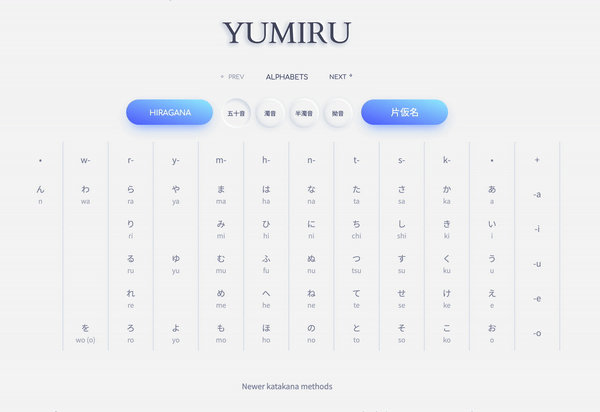 YUMIRU
+ PREV ALPHABETS NEXT +
HIRAGANA 五十音 濁音 半濁音 拗音 片仮名
• w- r- y- m- h- n- t- s- k- • +
ん わ ら や ま は な た さ か あ -a
n wa ra ya ma ha na ta sa ka a
り み ひ に ち し き い -i
ri mi hi ni chi shi ki i
る ゆ む ふ ぬ つ す く う -u
ru yu mu fu nu tsu su ku u
れ め へ ね て せ け え -e
re me he ne te se ke e
を ろ よ も ほ の と そ こ お -o
wo (o) ro yo mo ho no to so ko o
Newer katakana methods